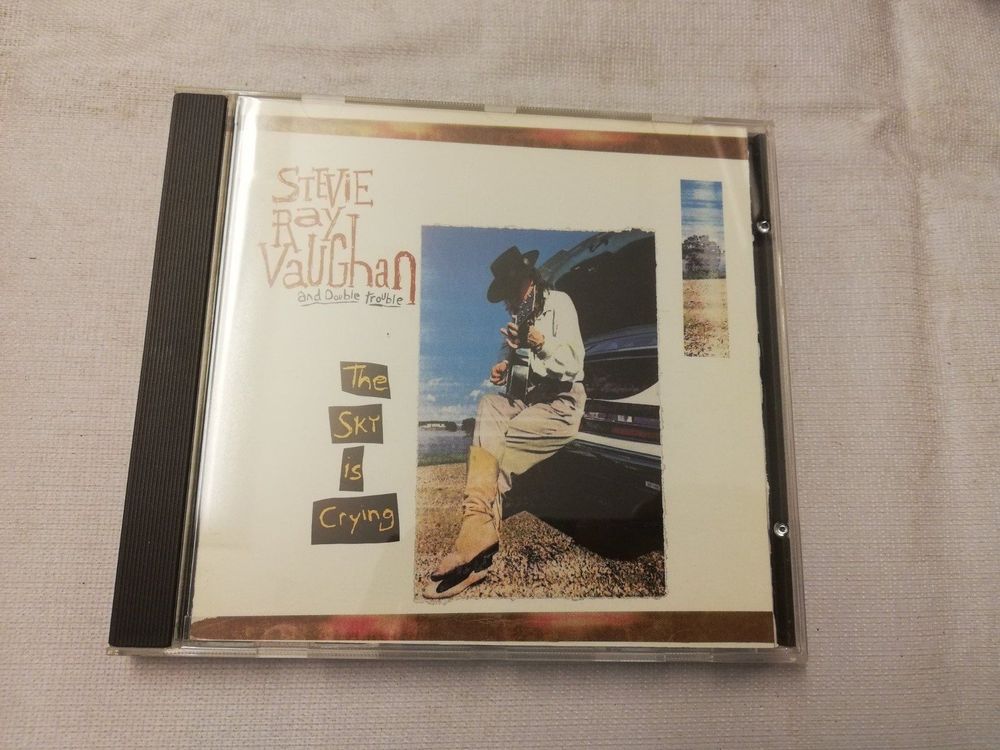 STEViE
Ray
VaUGhan
and Double trouble
The
SKY
is
Crying